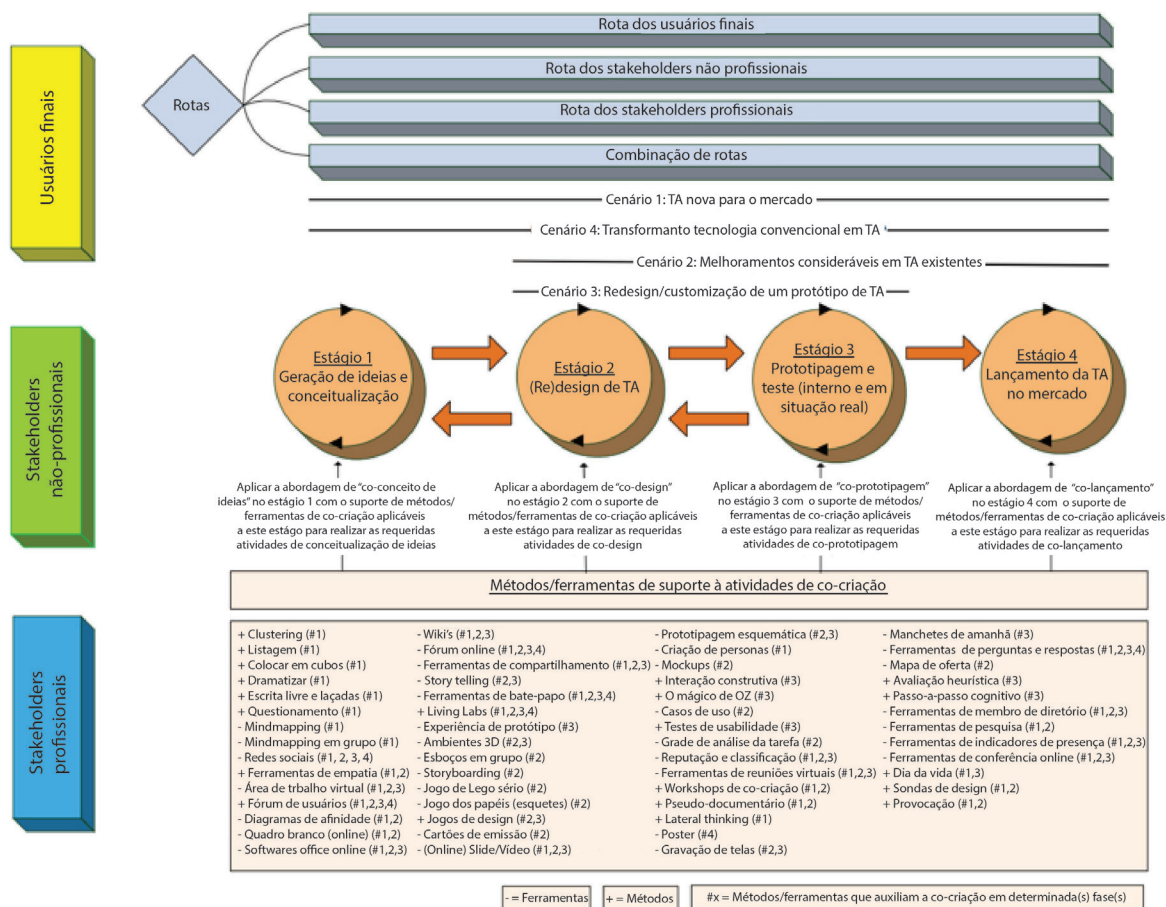 Usuários finais
Rotas
Rota dos usuários finais
Rota dos stakeholders não profissionais
Rota dos stakeholders profissionais
Combinação de rotas
Cenário 1: TA nova para o mercado
Cenário 4: Transformanto tecnologia convencional em TA
Cenário 2: Melhoramentos consideráveis em TA existentes
Cenário 3: Redesign/customização de um protótipo de TA
Stakeholders
não-profissionais
Estágio 1
Geração de ideias e
conceitualização
Estágio 2
(Re)design de TA
Estágio 3
Prototipagem e
teste (interno e em
situação real)
Estágio 4
Lançamento da TA
no mercado
Aplicar a abordagem de "co-conceito de
ideias" no estágio 1 com o suporte de métodos/
ferramentas de co-criação aplicáveis
a este estágo para realizar as requeridas
atividades de conceitualização de ideias
Aplicar a abordagem de "co-design"
no estágio 2 com o suporte de
métodos/ferramentas de co-criação aplicáveis
a este estágo para realizar as requeridas
atividades de co-design
Aplicar a abordagem de "co-prototipagem"
no estágio 3 com o suporte de métodos/
ferramentas de co-criação aplicáveis
a este estágo para realizar as requeridas
atividades de co-prototipagem
Aplicar a abordagem de "co-lançamento"
no estágio 4 com o suporte de
métodos/ferramentas de co-criação aplicáveis
a este estágo para realizar as requeridas
atividades de co-lançamento
Stakeholders
profissionais
Métodos/ferramentas de suporte à atividades de co-criação
+ Clustering (#1)
+ Listagem (#1)
+ Colocar em cubos (#1)
+ Dramatizar (#1)
+ Escrita livre e laçadas (#1)
+ Questionamento (#1)
- Mindmapping (#1)
- Mindmapping em grupo (#1)
- Redes sociais (#1, 2, 3, 4)
+ Ferramentas de empatia (#1,2)
- Área de trbalho virtual (#1,2,3)
+ Fórum de usuários (#1,2,3,4)
- Diagramas de afinidade (#1,2)
- Quadro branco (online) (#1,2)
- Softwares office online (#1,2,3)
- Wiki's (#1,2,3)
- Fórum online (#1,2,3,4)
- Ferramentas de compartilhamento (#1,2,3)
- Story telling (#2,3)
- Ferramentas de bate-papo (#1,2,3,4)
+ Living Labs (#1,2,3,4)
- Experiência de protótipo (#3)
- Ambientes 3D (#2,3)
- Esboços em grupo (#2)
- Storyboarding (#2)
- Jogo de Lego sério (#2)
- Jogo dos papéis (esquetes) (#2)
+ Jogos de design (#2,3)
- Cartões de emissão (#2)
- (Online) Slide/Vídeo (#1,2,3)
- Prototipagem esquemática (#2,3)
- Criação de personas (#1)
- Mockups (#2)
+ Interação construtiva (#3)
+ O mágico de OZ (#3)
- Casos de uso (#2)
+ Testes de usabilidade (#3)
- Grade de análise da tarefa (#2)
- Reputação e classificação (#1,2,3)
- Ferramentas de reuniões virtuais (#1,2,3)
+ Workshops de co-criação (#1,2)
+ Pseudo-documentário (#1,2)
+ Lateral thinking (#1)
- Poster (#4)
- Gravação de telas (#2,3)
- Manchetes de amanhã (#3)
- Ferramentas de perguntas e respostas (#1,2,3,4)
- Mapa de oferta (#2)
+ Avaliação heurística (#3)
+ Passo-a-passo cognitivo (#3)
- Ferramentas de membro de diretório (#1,2,3)
- Ferramentas de pesquisa (#1,2)
- Ferramentas de indicadores de presença (#1,2,3)
- Ferramentas de conferência online (#1,2,3)
+ Dia da vida (#1,3)
+ Sondas de design (#1,2)
+ Provocação (#1,2)
- = Ferramentas
+ = Métodos
#x = Métodos/ferramentas que auxiliam a co-criação em determinada(s) fase(s)